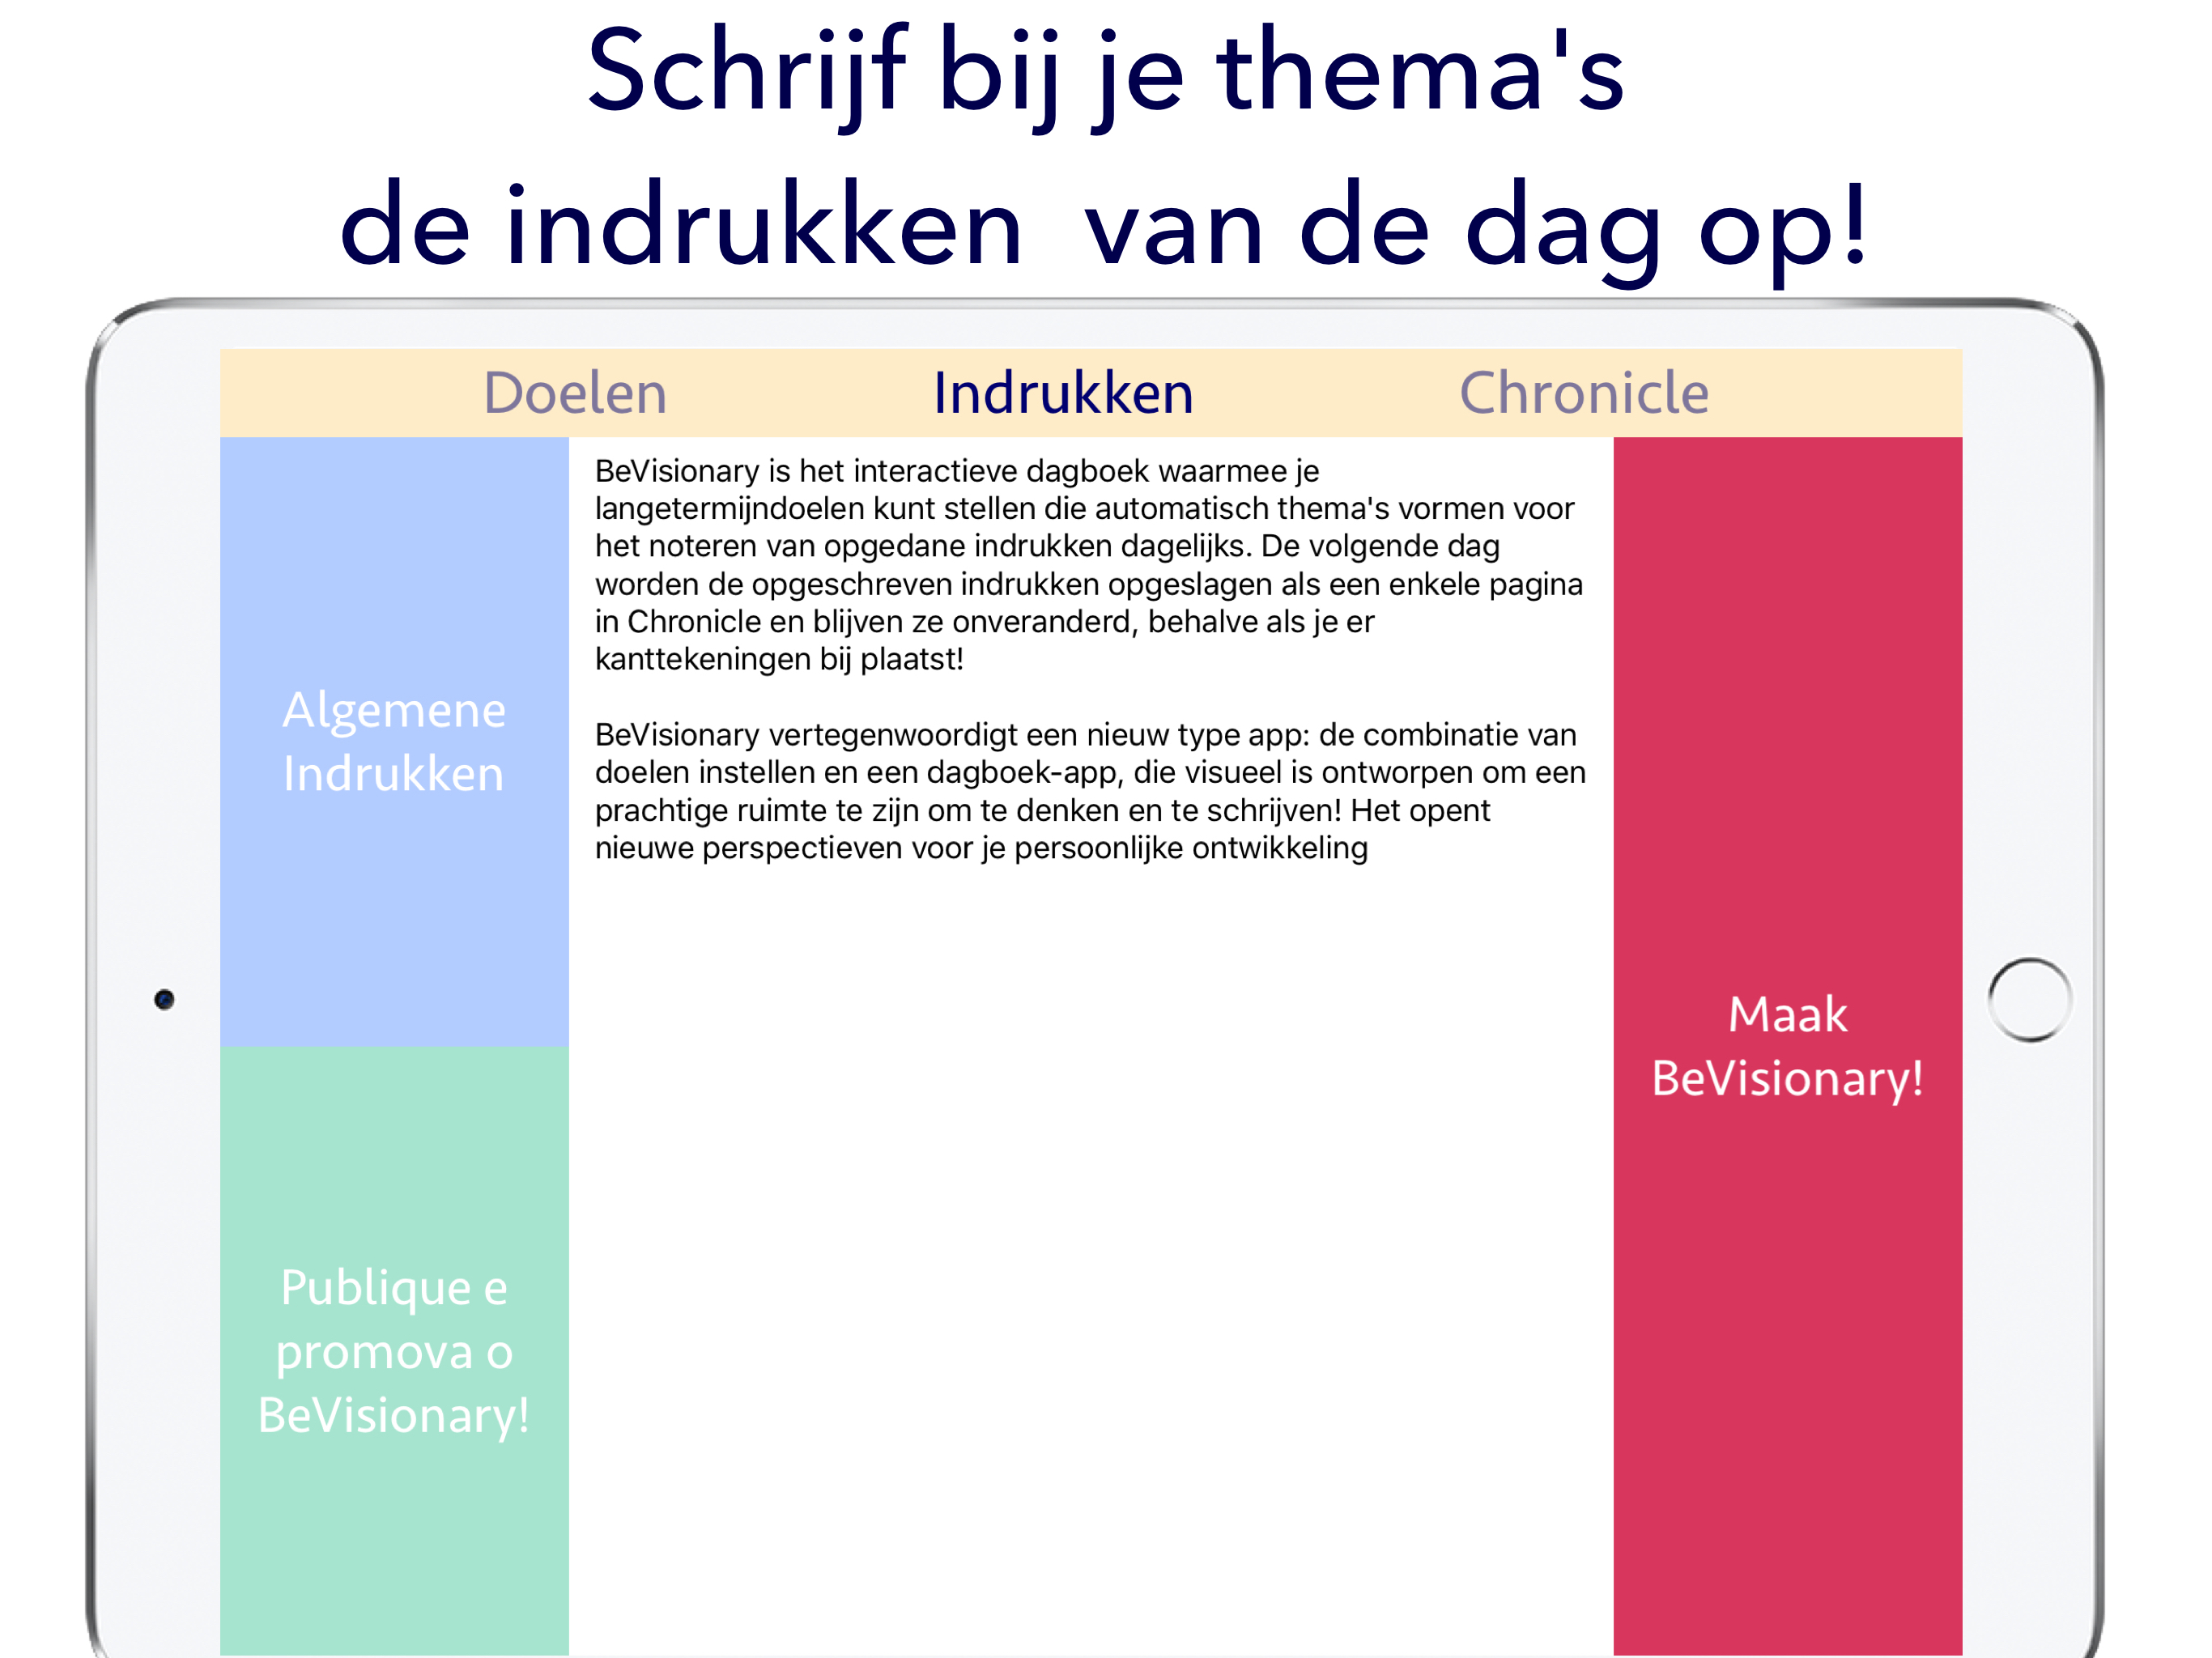 Schrijf bij je thema's
de indrukken  van de dag op!
Doelen
Indrukken
Chronicle
Algemene
Indrukken
Publique e
promova o
BeVisionary!
BeVisionary is het interactieve dagboek waarmee je
langetermijndoelen kunt stellen die automatisch thema's vormen voor
het noteren van opgedane indrukken dagelijks. De volgende dag
worden de opgeschreven indrukken opgeslagen als een enkele pagina
in Chronicle en blijven ze onveranderd, behalve als je er
kanttekeningen bij plaatst!
BeVisionary vertegenwoordigt een nieuw type app: de combinatie van
doelen instellen en een dagboek-app, die visueel is ontworpen om een
prachtige ruimte te zijn om te denken en te schrijven! Het opent
nieuwe perspectieven voor je persoonlijke ontwikkeling
Maak
BeVisionary!